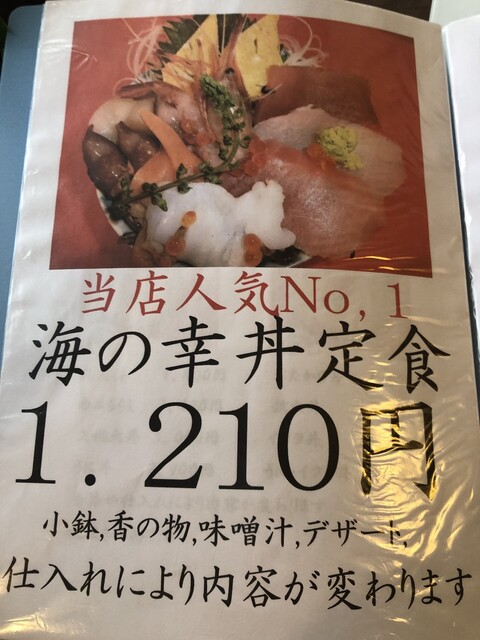 当店人気No,1
海の幸丼定食
1.210円
小鉢,香の物,味噌汁,デザート,
仕入れにより内容が変わります